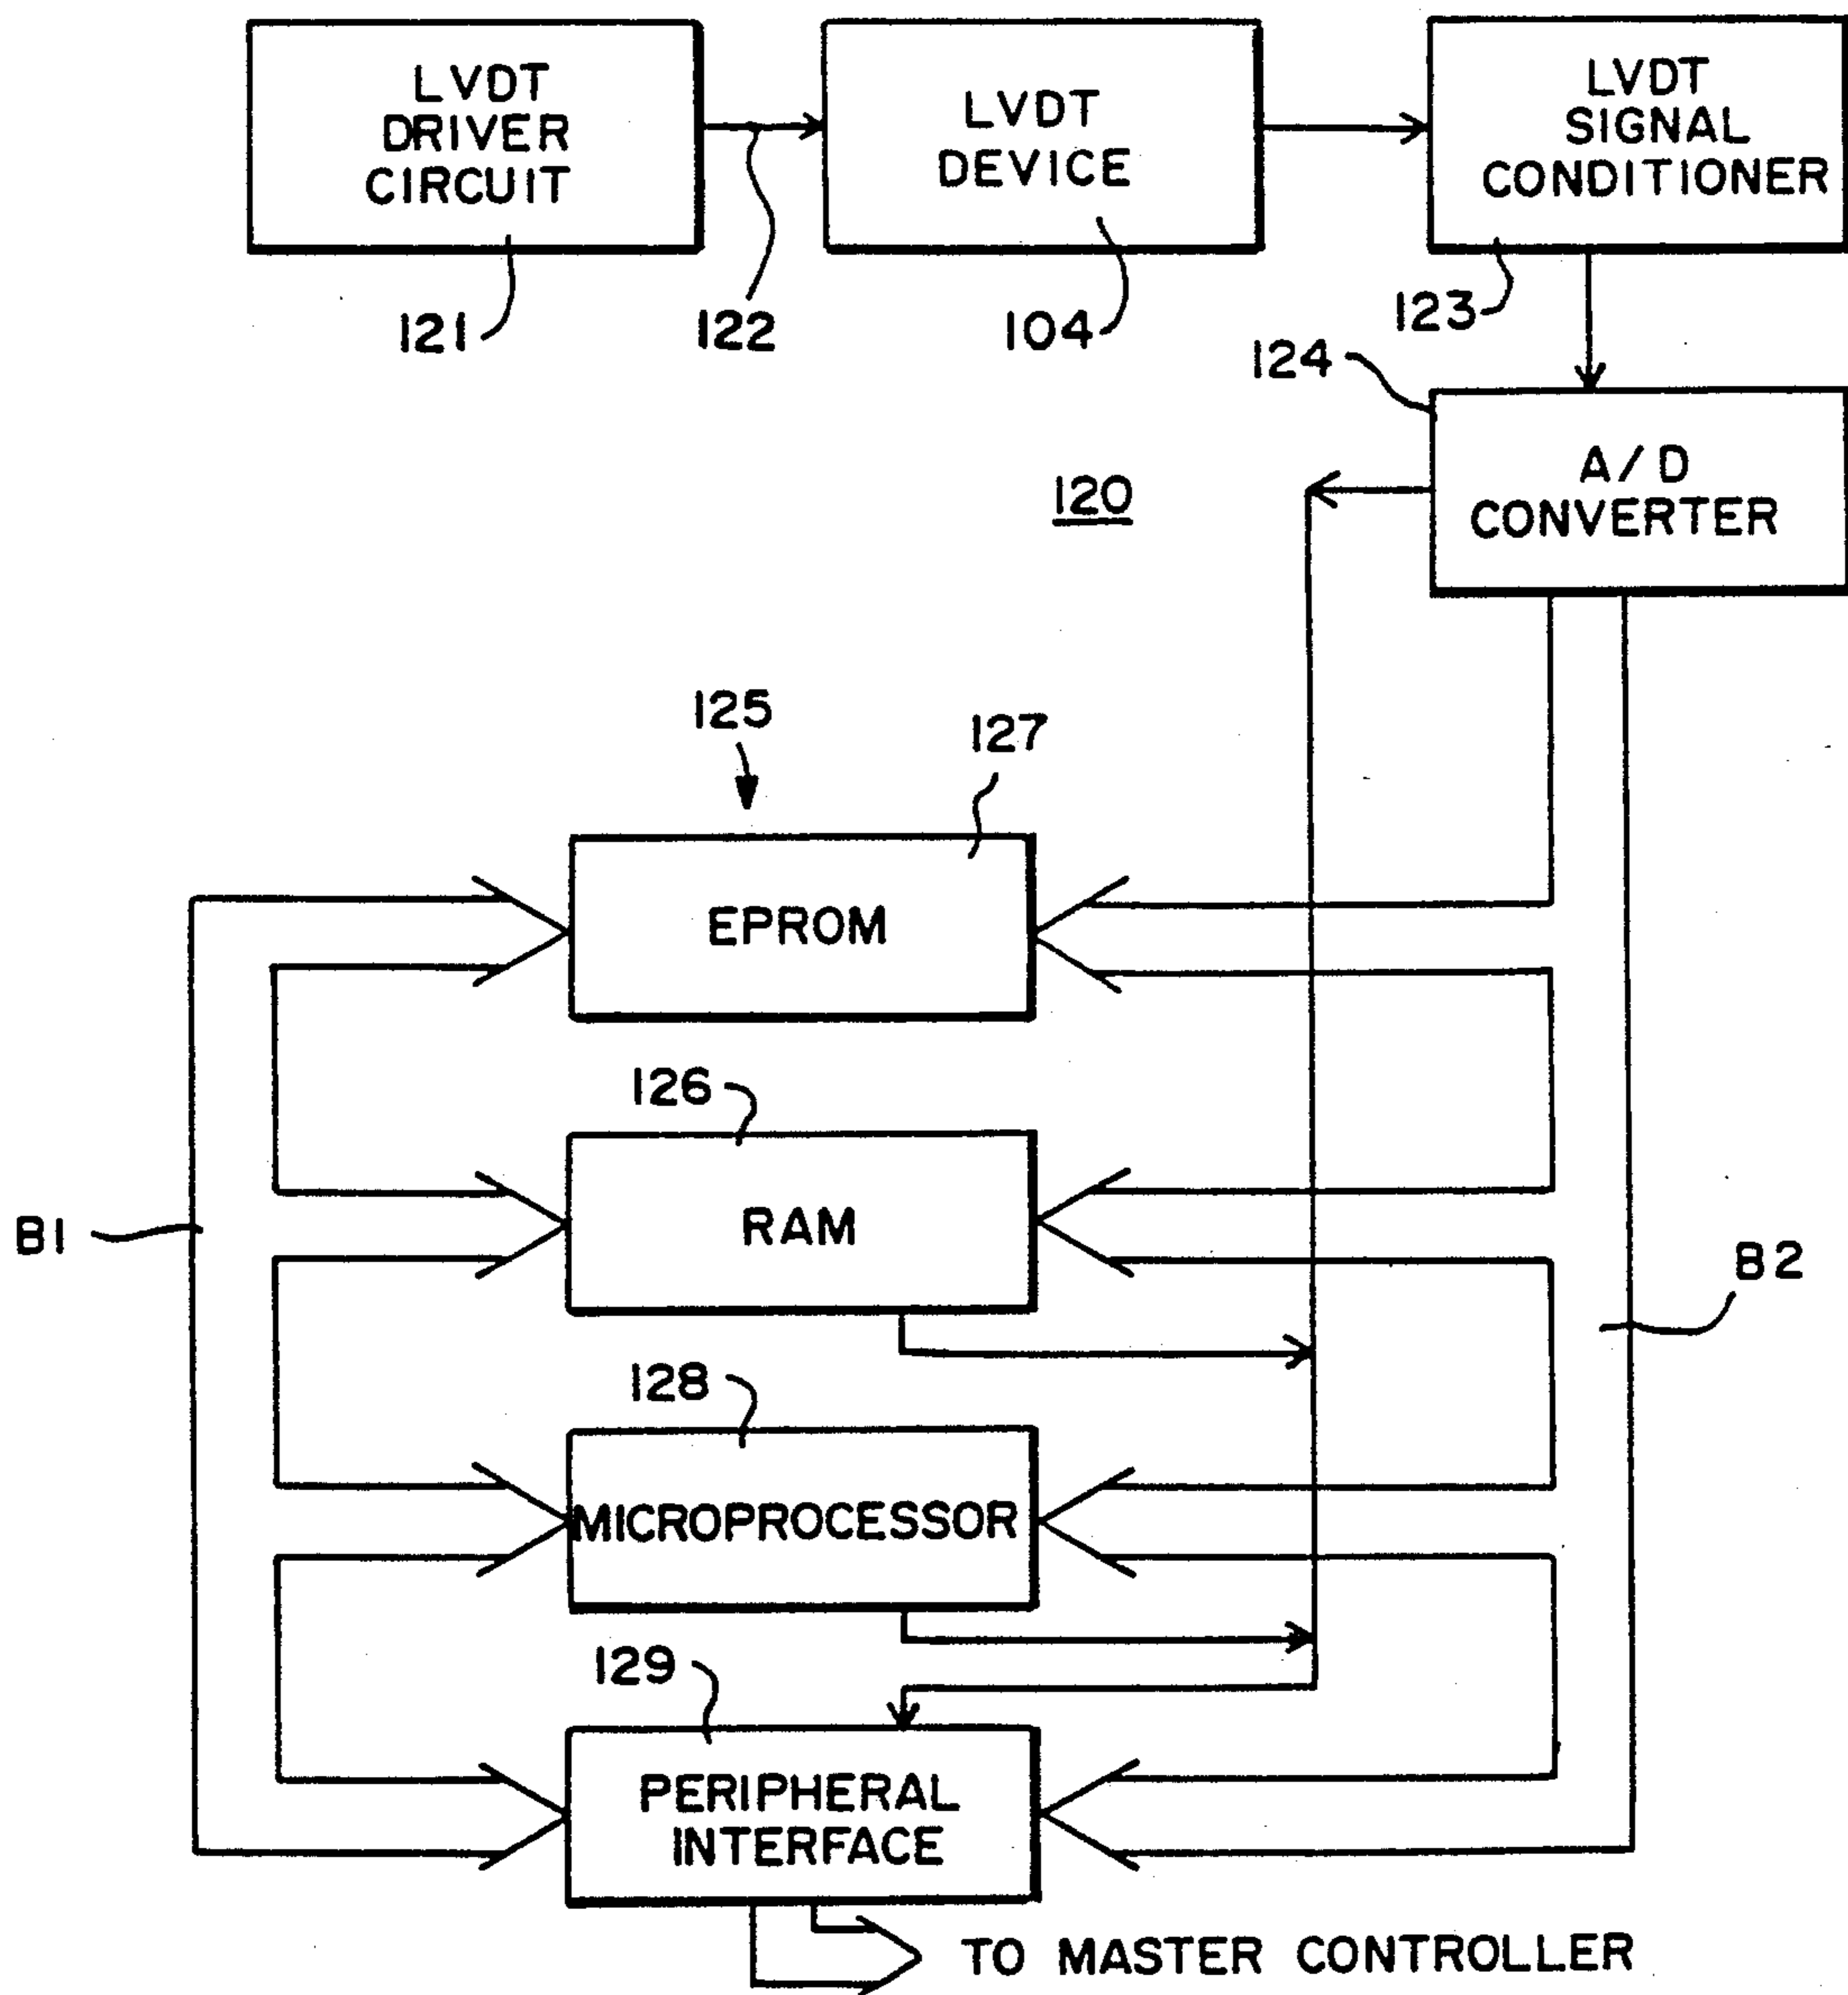 LVDT
DRIVER
CIRCUIT
LVDT
DEVICE
LVDT
SIGNAL
CONDITIONER
121
122
104
123
124
A/D
CONVERTER
120
125
127
EPROM
126
RAM
B1
B2
128
MICROPROCESSOR
129
PERIPHERAL
INTERFACE
TO MASTER CONTROLLER